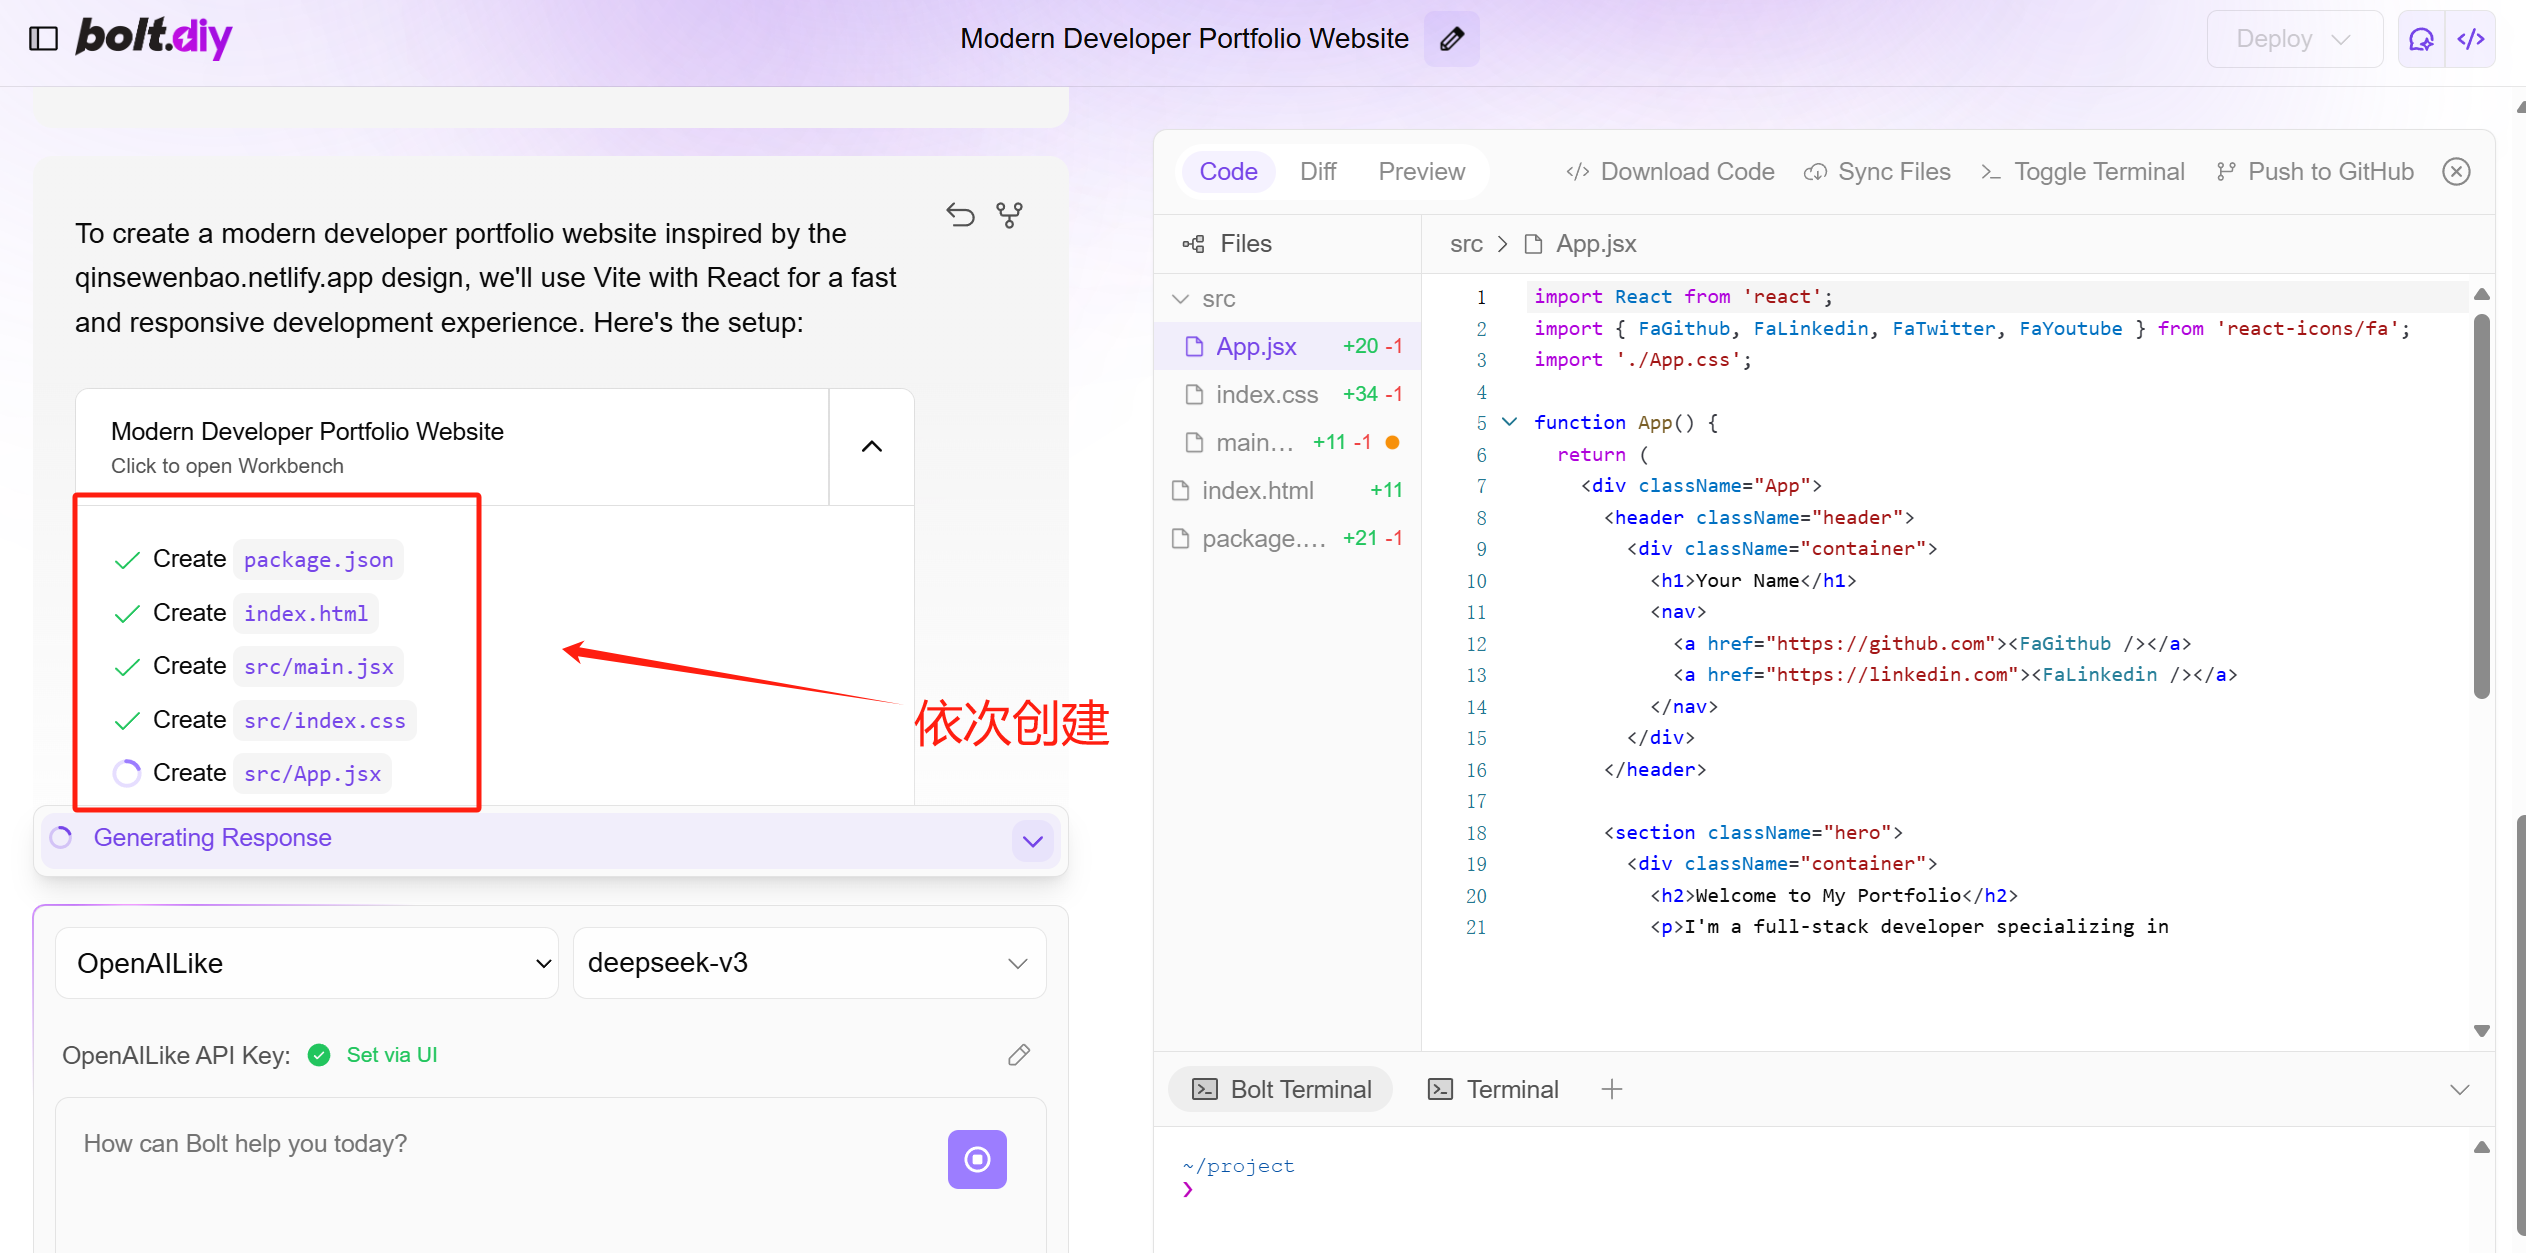 bolt.diy
Modern Developer Portfolio Website
Deploy
To create a modern developer portfolio website inspired by the
qinsewenbao.netlify.app design, we'll use Vite with React for a fast
and responsive development experience. Here's the setup:
Modern Developer Portfolio Website
Click to open Workbench
Create package.json
Create index.html
Create src/main.jsx
Create src/index.css
Create src/App.jsx
依次创建
Generating Response
OpenAILike
deepseek-v3
OpenAILike API Key: Set via UI
How can Bolt help you today?
Code Diff Preview
Download Code Sync Files Toggle Terminal Push to GitHub
Files
src
App.jsx +20 -1
index.css +34 -1
main... +11 -1
index.html +11
package.... +21 -1
src > App.jsx
1 import React from 'react';
2 import { FaGithub, FaLinkedin, FaTwitter, FaYoutube } from 'react-icons/fa';
3 import './App.css';
4
5 function App() {
6 return (
7 <div className="App">
8 <header className="header">
9 <div className="container">
10 <h1>Your Name</h1>
11 <nav>
12 <a href="https://github.com"><FaGithub /></a>
13 <a href="https://linkedin.com"><FaLinkedin /></a>
14 </nav>
15 </div>
16 </header>
17
18 <section className="hero">
19 <div className="container">
20 <h2>Welcome to My Portfolio</h2>
21 <p>I'm a full-stack developer specializing in
Bolt Terminal Terminal
~/project
❯